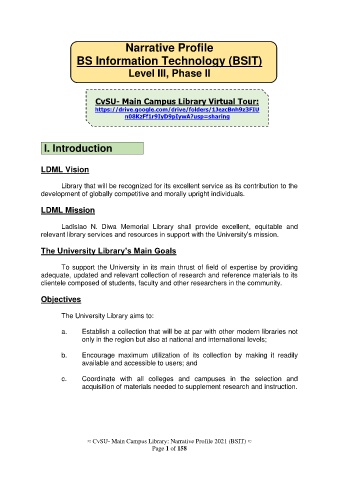 Narrative Profile
BS Information Technology (BSIT)
Level III, Phase II
CvSU- Main Campus Library Virtual Tour:
https://drive.google.com/drive/folders/1JezcBnh9z3FIU
n08KzFf1r9IyD9pIywA?usp=sharing
I. Introduction
LDML Vision
Library that will be recognized for its excellent service as its contribution to the
development of globally competitive and morally upright individuals.
LDML Mission
Ladislao N. Diwa Memorial Library shall provide excellent, equitable and
relevant library services and resources in support with the University's mission.
The University Library's Main Goals
To support the University in its main thrust of field of expertise by providing
adequate, updated and relevant collection of research and reference materials to its
clientele composed of students, faculty and other researchers in the community.
Objectives
The University Library aims to:
a. Establish a collection that will be at par with other modern libraries not
only in the region but also at national and international levels;
b. Encourage maximum utilization of its collection by making it readily
available and accessible to users; and
c. Coordinate with all colleges and campuses in the selection and
acquisition of materials needed to supplement research and instruction.
≈ CvSU- Main Campus Library: Narrative Profile 2021 (BSIT) ≈
Page 1 of 158